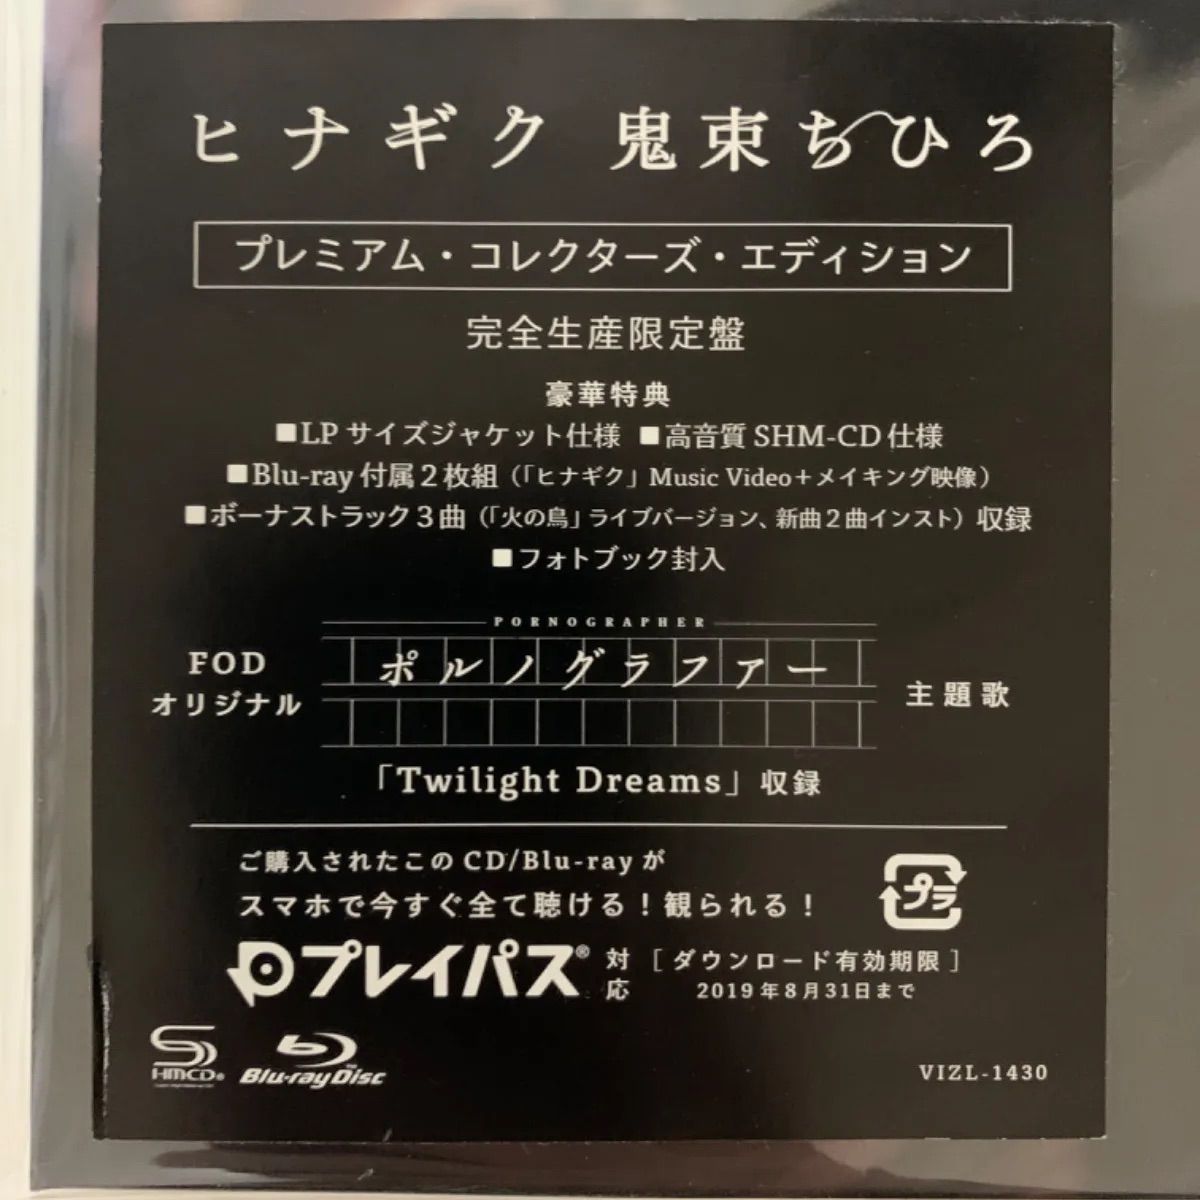 ヒナギク 鬼束ちひろ
プレミアム・コレクターズ・エディション
完全生産限定盤
豪華特典
■LPサイズジャケット仕様 ■高音質SHM-CD仕様
■Blu-ray付属2枚組（「ヒナギク」Music Video＋メイキング映像）
■ボーナストラック3曲（「火の鳥」ライブバージョン、新曲2曲インスト）収録
■フォトブック封入
PORNOGRAPHER
FOD
オリジナル
ポルノグラファー
主題歌
「Twilight Dreams」収録
ご購入されたこのCD/Blu-rayが
スマホで今すぐ全て聴ける！観られる！
プラ
プレイパス® 対応 [ダウンロード有効期限]
2019年8月31日まで
SHMCD®
Blu-ray Disc™
VIZL-1430